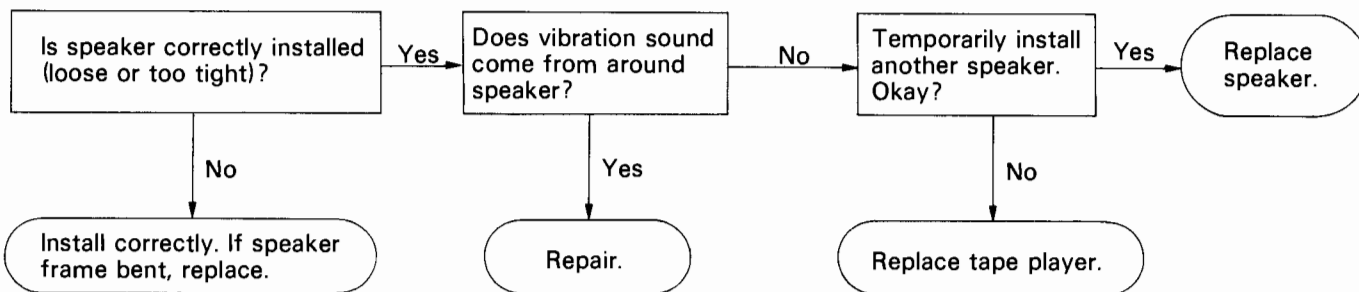 Is speaker correctly installed
(loose or too tight)?
Yes
Does vibration sound
come from around
speaker?
No
Temporarily install
another speaker.
Okay?
Yes
Replace
speaker.
No
Yes
No
Install correctly. If speaker
frame bent, replace.
Repair.
Replace tape player.